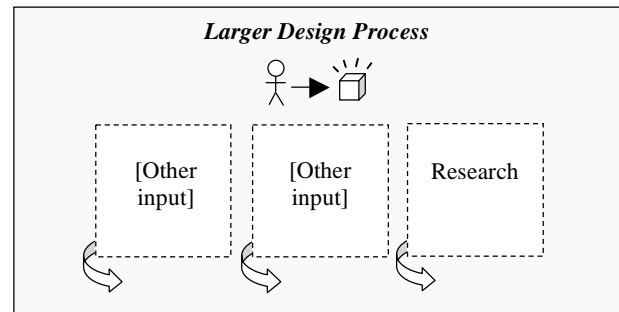 Larger Design Process
[Other
input]
[Other
input]
Research